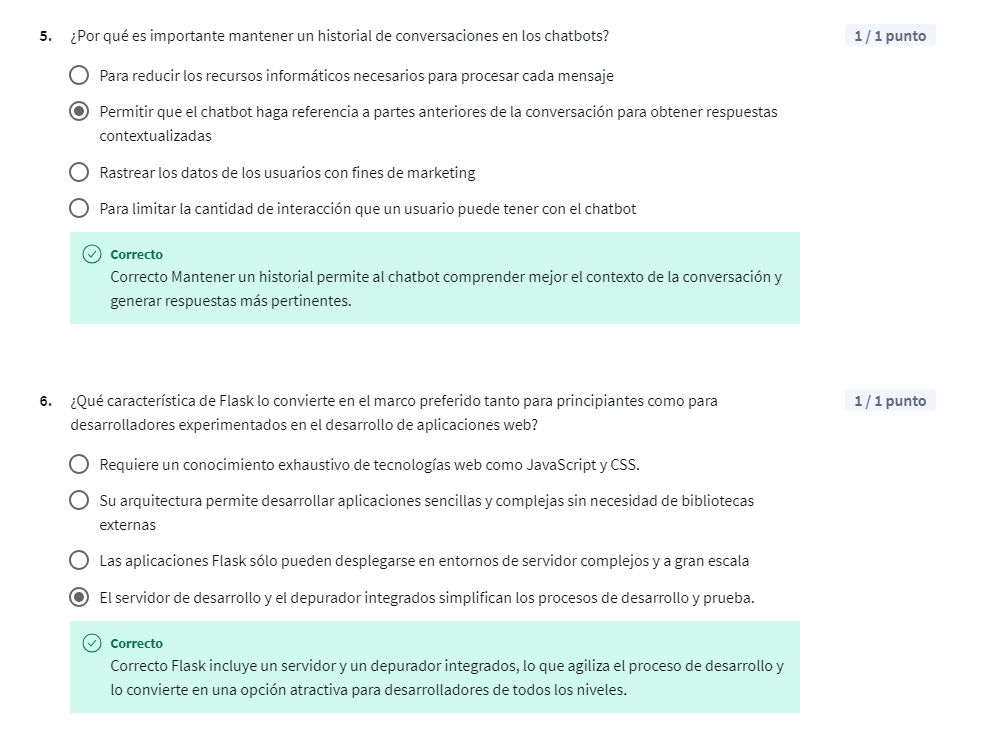 5. ¿Por qué es importante mantener un historial de conversaciones en los chatbots? 1 / 1 punto
Para reducir los recursos informáticos necesarios para procesar cada mensaje
Permitir que el chatbot haga referencia a partes anteriores de la conversación para obtener respuestas
contextualizadas
Rastrear los datos de los usuarios con fines de marketing
Para limitar la cantidad de interacción que un usuario puede tener con el chatbot
Correcto
Correcto Mantener un historial permite al chatbot comprender mejor el contexto de la conversación y
generar respuestas más pertinentes.
6. ¿Qué característica de Flask lo convierte en el marco preferido tanto para principiantes como para 1 / 1 punto
desarrolladores experimentados en el desarrollo de aplicaciones web?
Requiere un conocimiento exhaustivo de tecnologías web como JavaScript y CSS.
Su arquitectura permite desarrollar aplicaciones sencillas y complejas sin necesidad de bibliotecas
externas
Las aplicaciones Flask sólo pueden desplegarse en entornos de servidor complejos y a gran escala
El servidor de desarrollo y el depurador integrados simplifican los procesos de desarrollo y prueba.
Correcto
Correcto Flask incluye un servidor y un depurador integrados, lo que agiliza el proceso de desarrollo y
lo convierte en una opción atractiva para desarrolladores de todos los niveles.